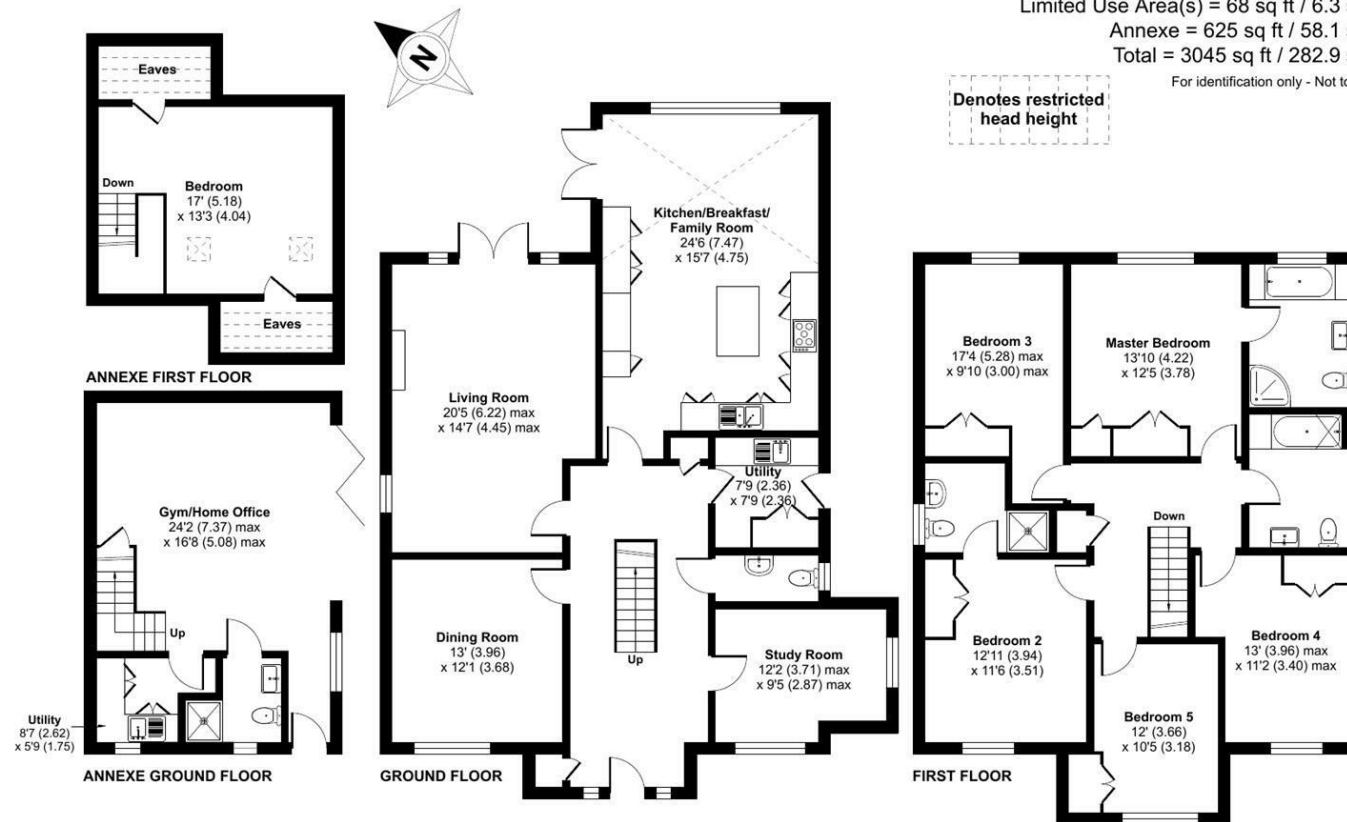 Limited Use Area(s) = 68 sq ft / 6.3
Annexe = 625 sq ft / 58.1
Total = 3045 sq ft / 282.9
For identification only - Not
Denotes restricted
head height
N
Eaves
Down
Bedroom
17' (5.18)
x 13'3 (4.04)
Eaves
ANNEXE FIRST FLOOR
Gym/Home Office
24'2 (7.37) max
x 16'8 (5.08) max
Up
Utility
8'7 (2.62)
x 5'9 (1.75)
ANNEXE GROUND FLOOR
Kitchen/Breakfast/
Family Room
24'6 (7.47)
x 15'7 (4.75)
Living Room
20'5 (6.22) max
x 14'7 (4.45) max
Utility
7'9 (2.36)
x 7'9 (2.36)
Dining Room
13' (3.96)
x 12'1 (3.68)
Up
Study Room
12'2 (3.71) max
x 9'5 (2.87) max
GROUND FLOOR
Bedroom 3
17'4 (5.28) max
x 9'10 (3.00) max
Master Bedroom
13'10 (4.22)
x 12'5 (3.78)
Down
Bedroom 2
12'11 (3.94)
x 11'6 (3.51)
Bedroom 4
13' (3.96) max
x 11'2 (3.40) max
Bedroom 5
12' (3.66)
x 10'5 (3.18)
FIRST FLOOR